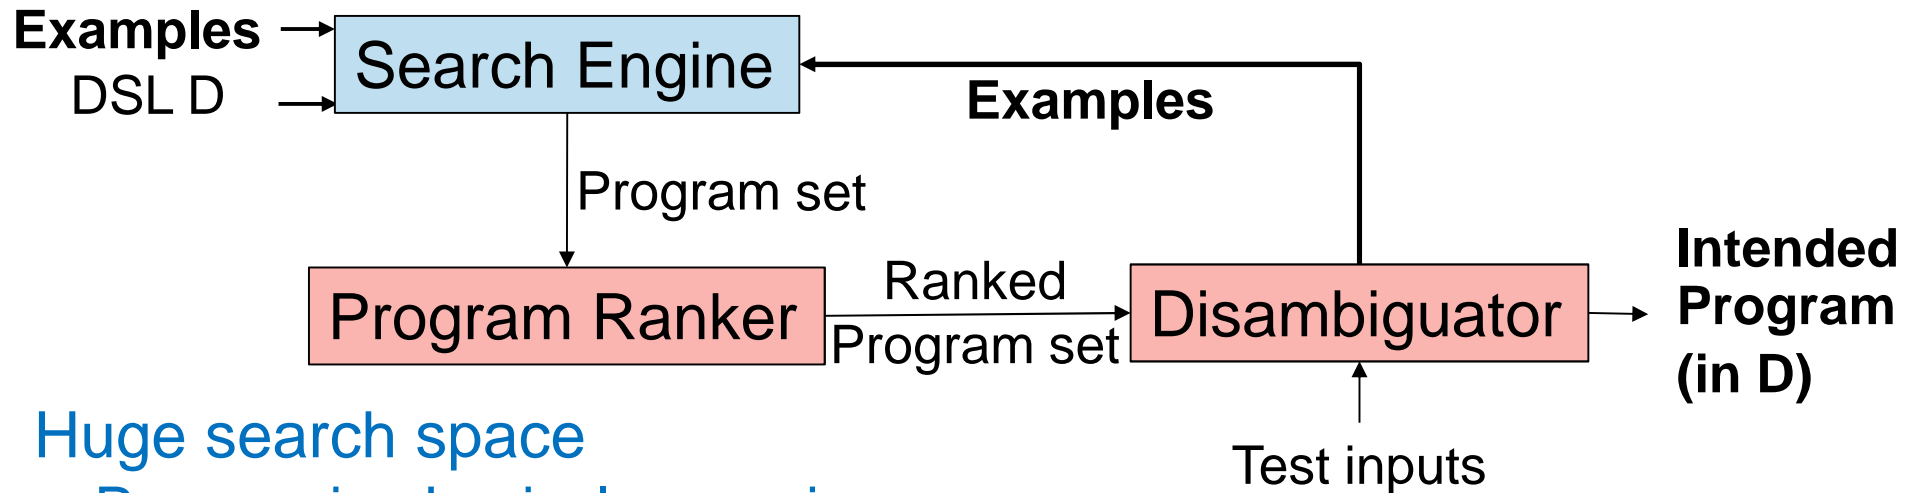 Examples
DSL D
Search Engine
Examples
Program set
Program Ranker
Ranked
Program set
Disambiguator
Intended
Program
(in D)
Test inputs
Huge search space